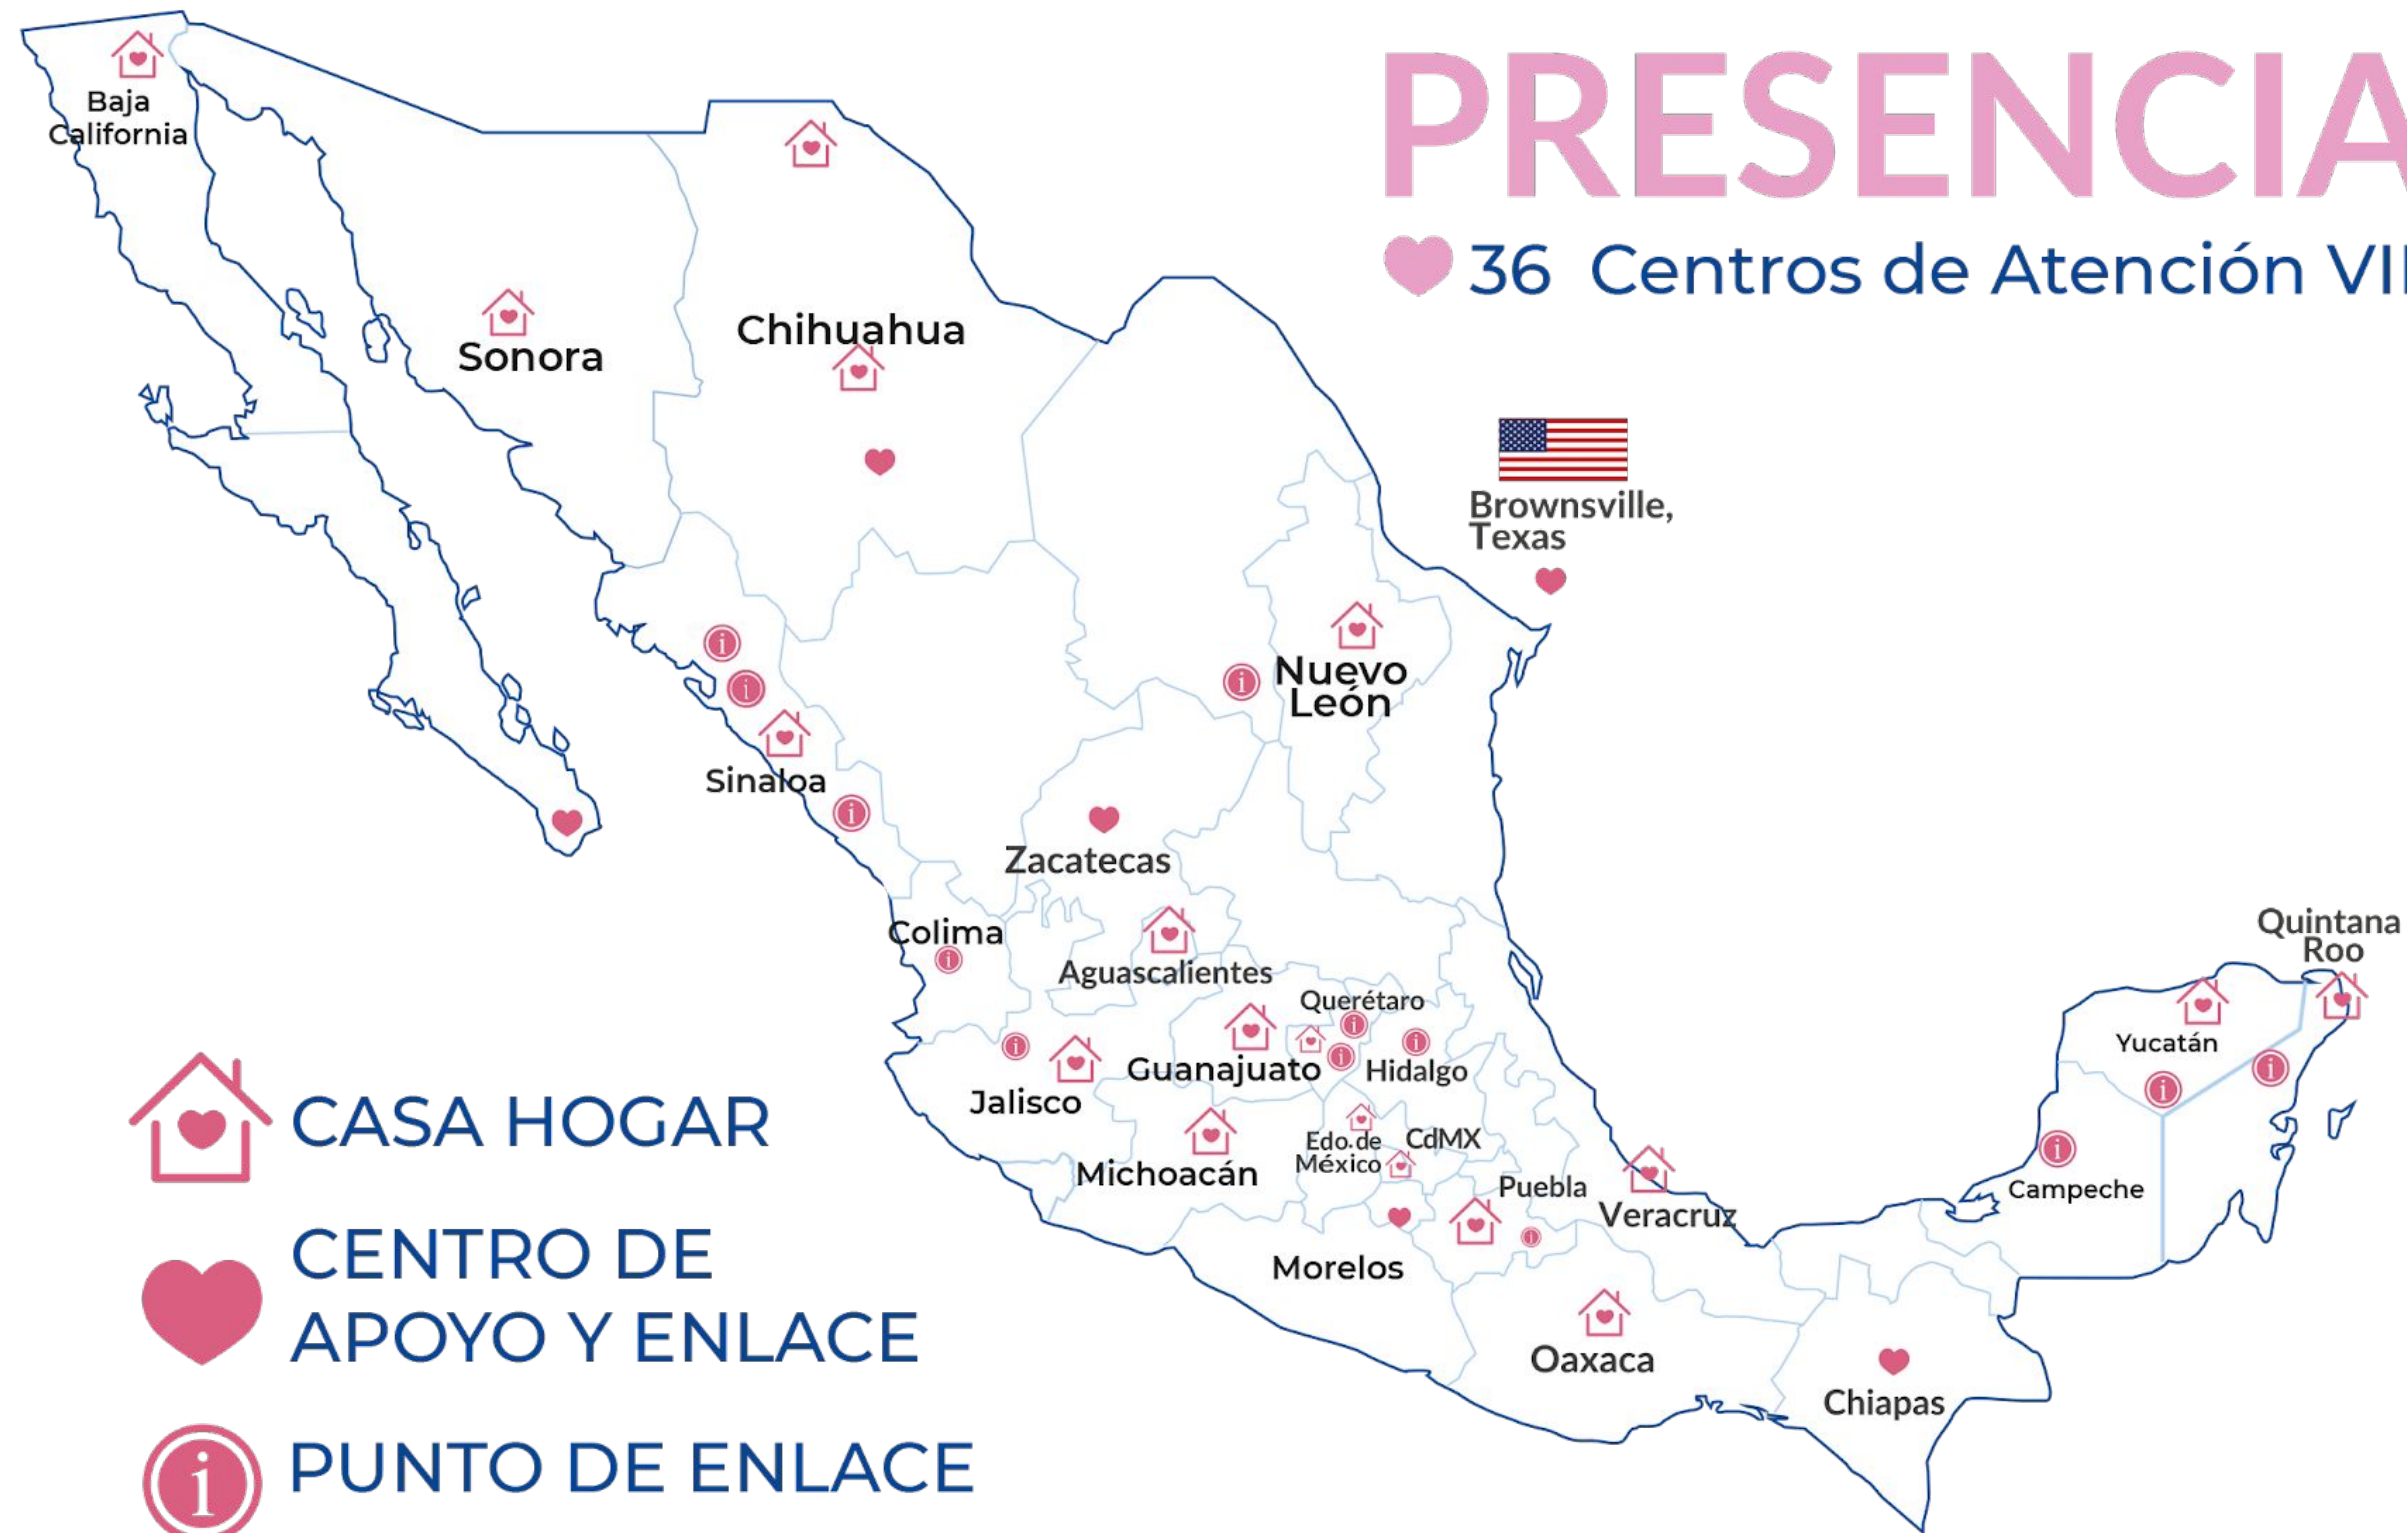 PRESENCIA
36 Centros de Atención
Baja
California
Sonora
Chihuahua
Brownsville,
Texas
Nuevo
León
Sinaloa
Zacatecas
Colima
Aguascalientes
Querétaro
Guanajuato
Hidalgo
Jalisco
Michoacán
Edo. de
México
CdMX
Puebla
Veracruz
Morelos
Oaxaca
Chiapas
Quintana
Roo
Yucatán
Campeche
CASA HOGAR
CENTRO DE
APOYO Y ENLACE
i PUNTO DE ENLACE